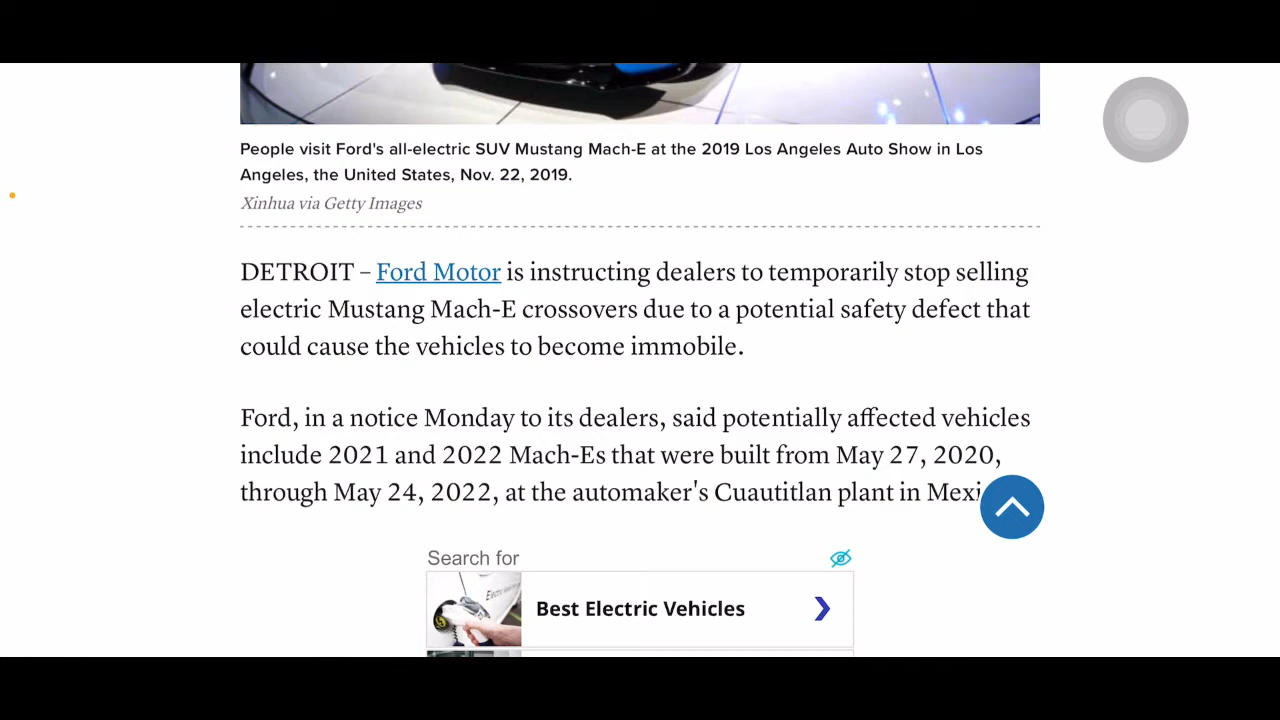 People visit Ford's all-electric SUV Mustang Mach-E at the 2019 Los Angeles Auto Show in Los
Angeles, the United States, Nov. 22, 2019.
Xinhua via Getty Images
DETROIT – Ford Motor is instructing dealers to temporarily stop selling
electric Mustang Mach-E crossovers due to a potential safety defect that
could cause the vehicles to become immobile.
Ford, in a notice Monday to its dealers, said potentially affected vehicles
include 2021 and 2022 Mach-Es that were built from May 27, 2020,
through May 24, 2022, at the automaker's Cuautitlan plant in Mexi
Search for
Best Electric Vehicles